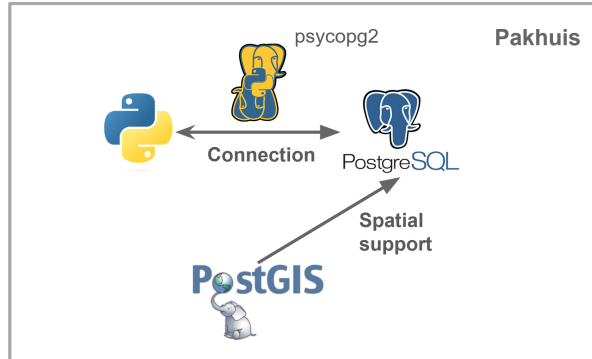 psycopg2
Pakhuis
Connection
PostgreSQL
Spatial
support
PostGIS